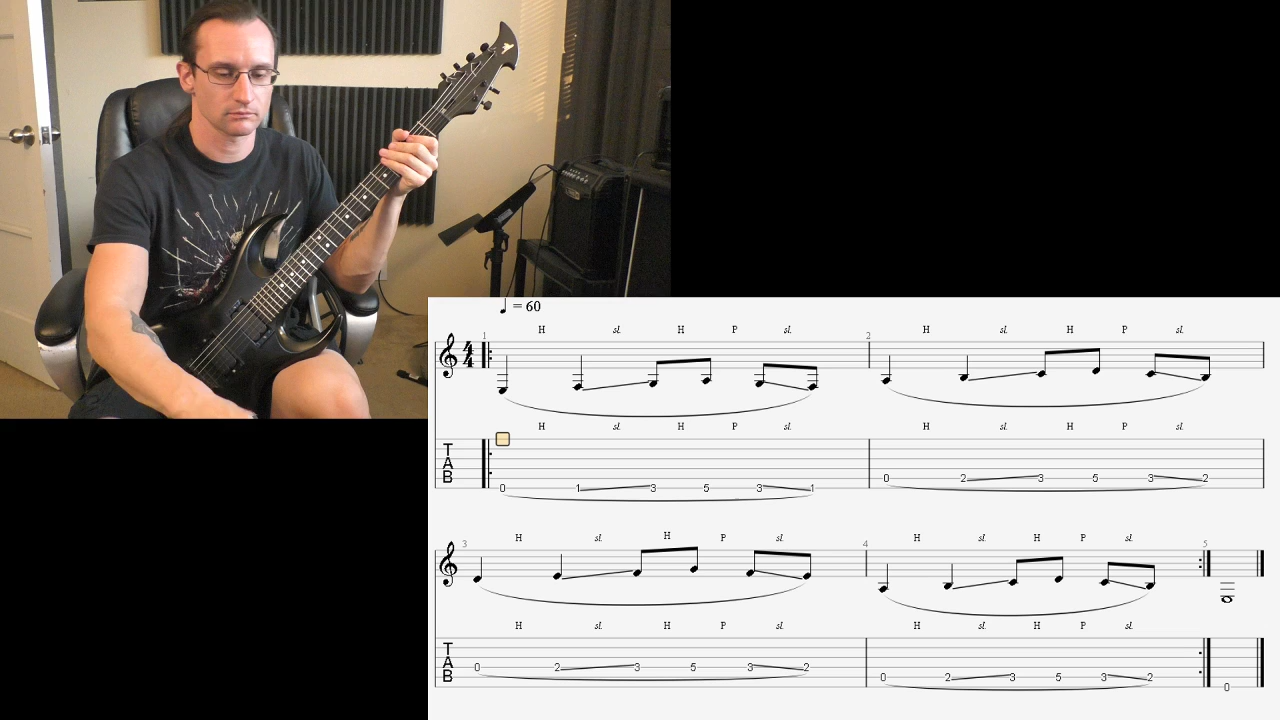 ♩ = 60
1 H sl H P sl 2 H sl H P sl
4
4
H sl H P sl H sl H P sl
T
A
B
0 1 3 5 3 1 0 2 3 5 3 2
3 H sl H P sl 4 H sl H P sl 5
H sl H P sl H sl H P sl
T
A
B
0 2 3 5 3 2 0 2 3 5 3 2 0